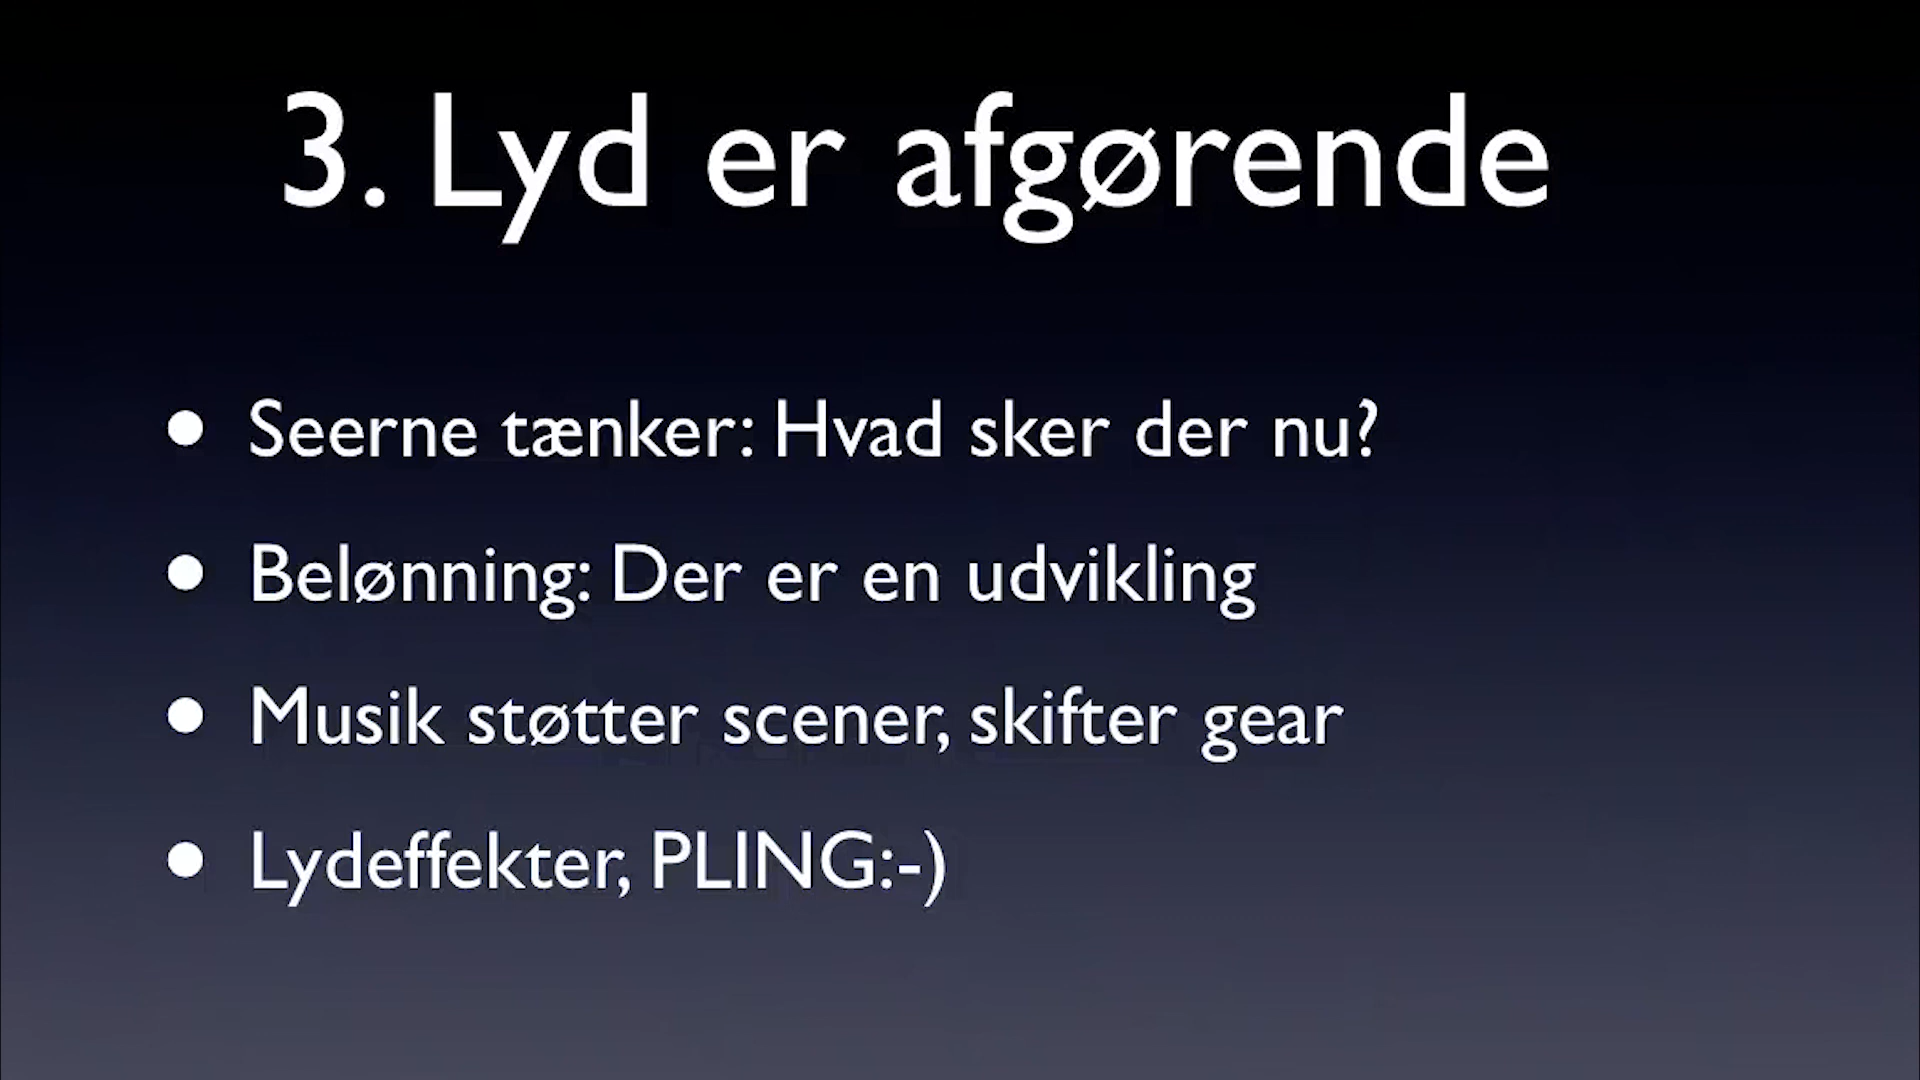 3. Lyd er afgørende
• Seerne tænker: Hvad sker der nu?
• Belønning: Der er en udvikling
• Musik støtter scener, skifter gear
• Lydeffekter, PLING:-)